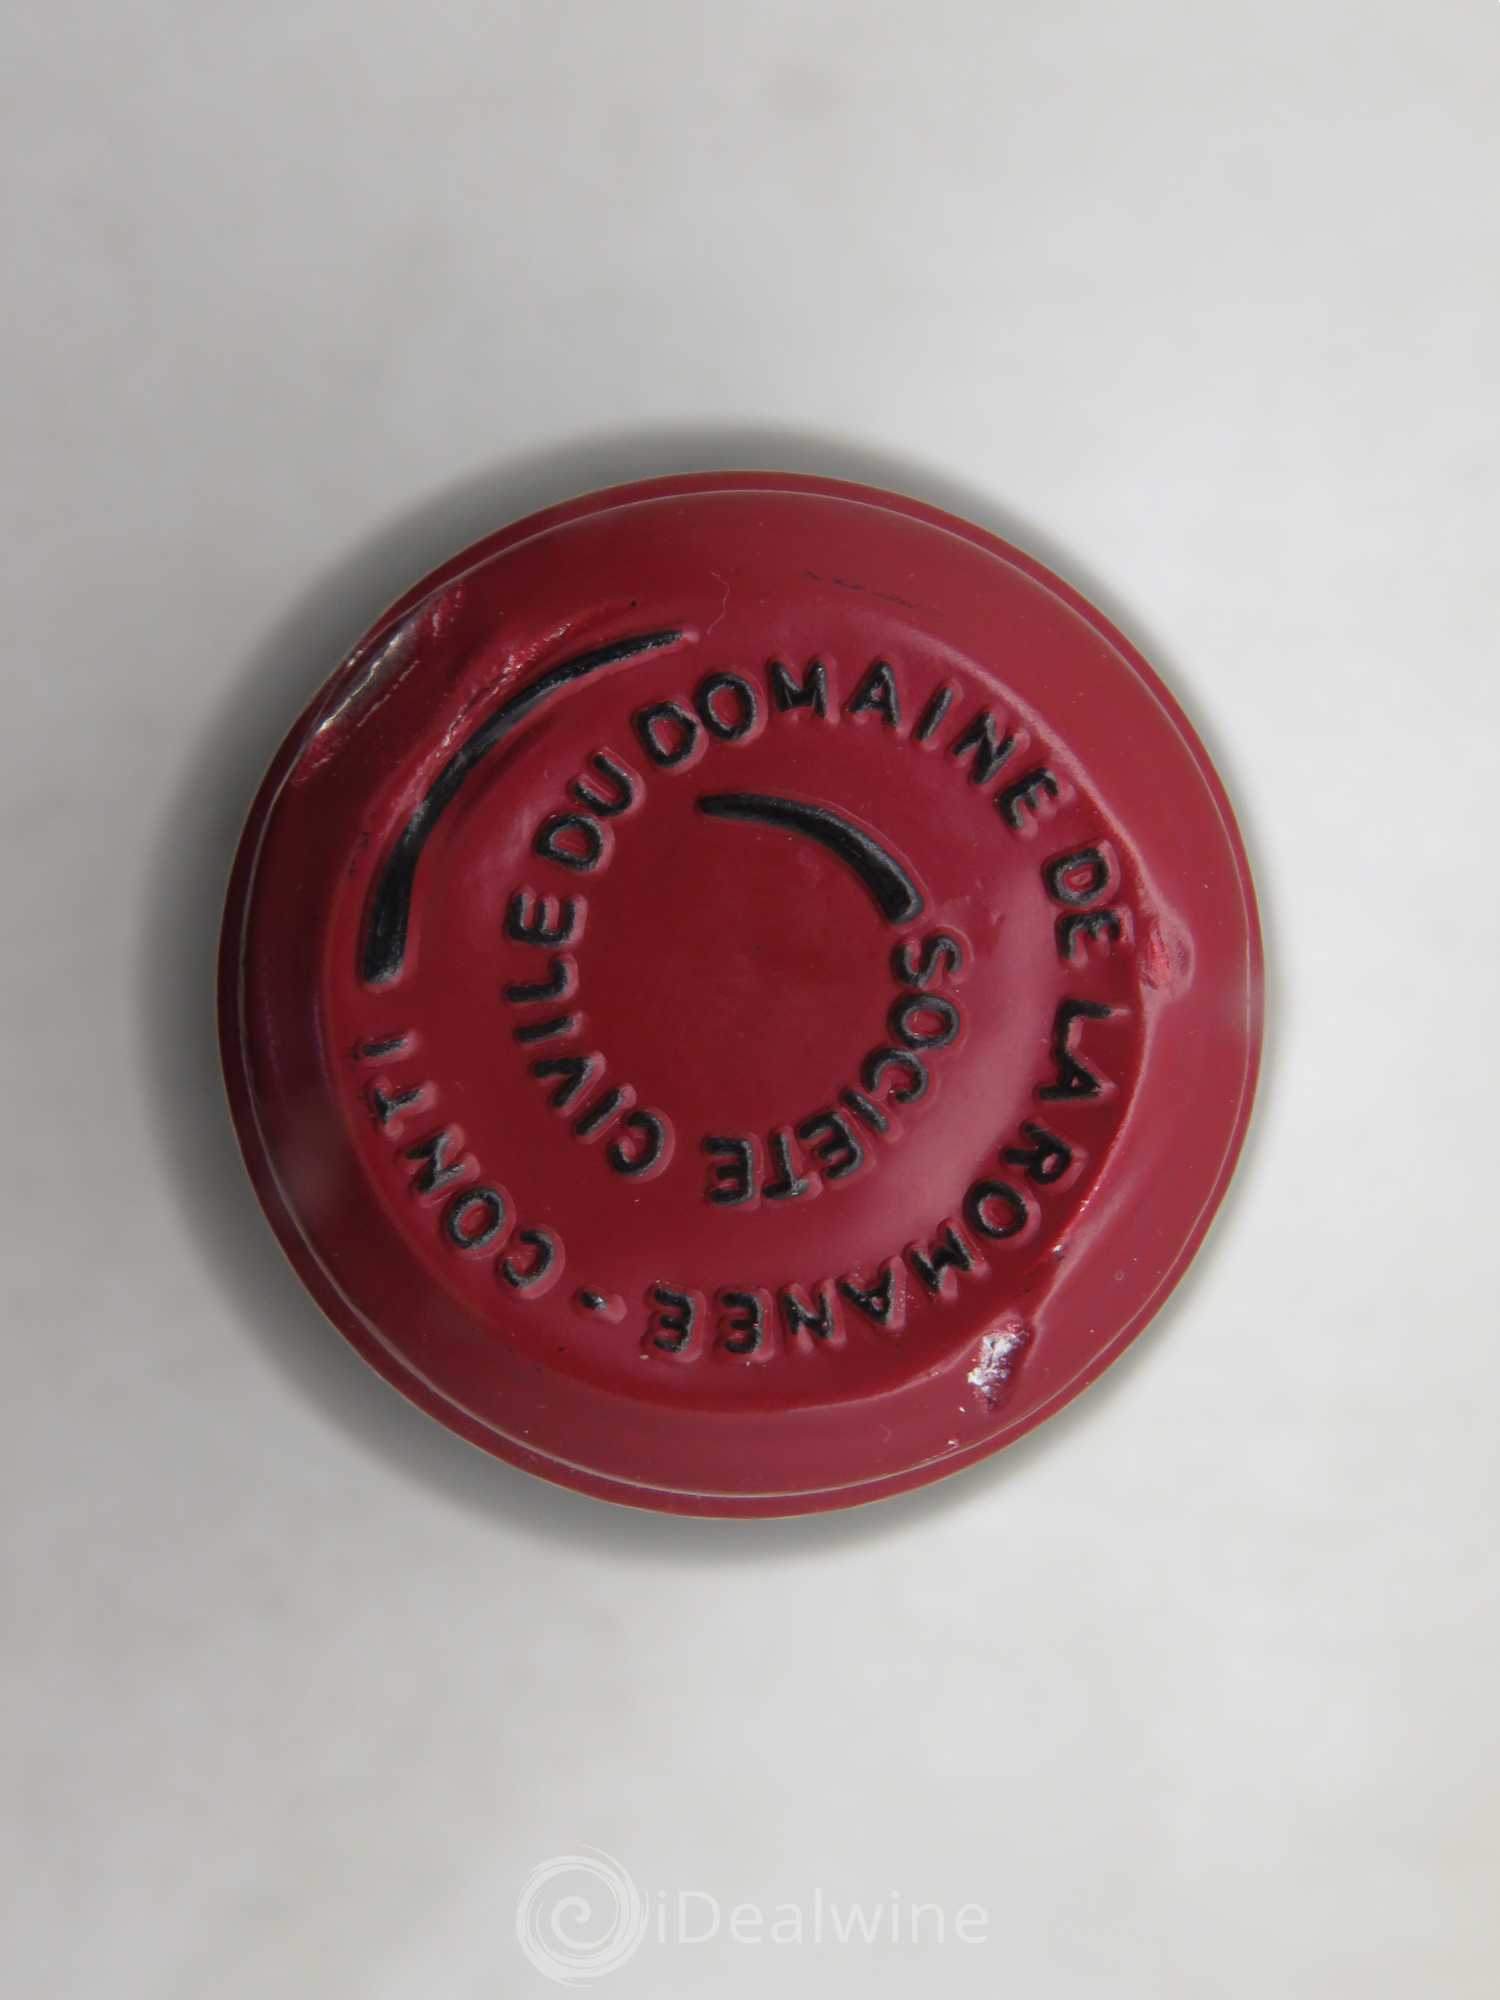 SOCIETE CIVILE DU DOMAINE DE LA ROMANEE - CONTI
iDealwine